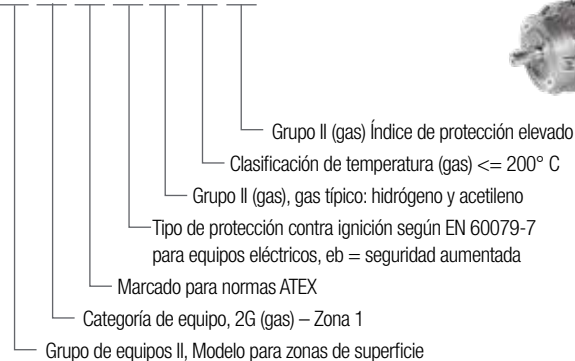 Grupo II (gas) Índice de protección elevado
Clasificación de temperatura (gas) <= 200° C
Grupo II (gas), gas típico: hidrógeno y acetileno
Tipo de protección contra ignición según EN 60079-7
para equipos eléctricos, eb = seguridad aumentada
Marcado para normas ATEX
Categoría de equipo, 2G (gas) – Zona 1
Grupo de equipos II, Modelo para zonas de superficie